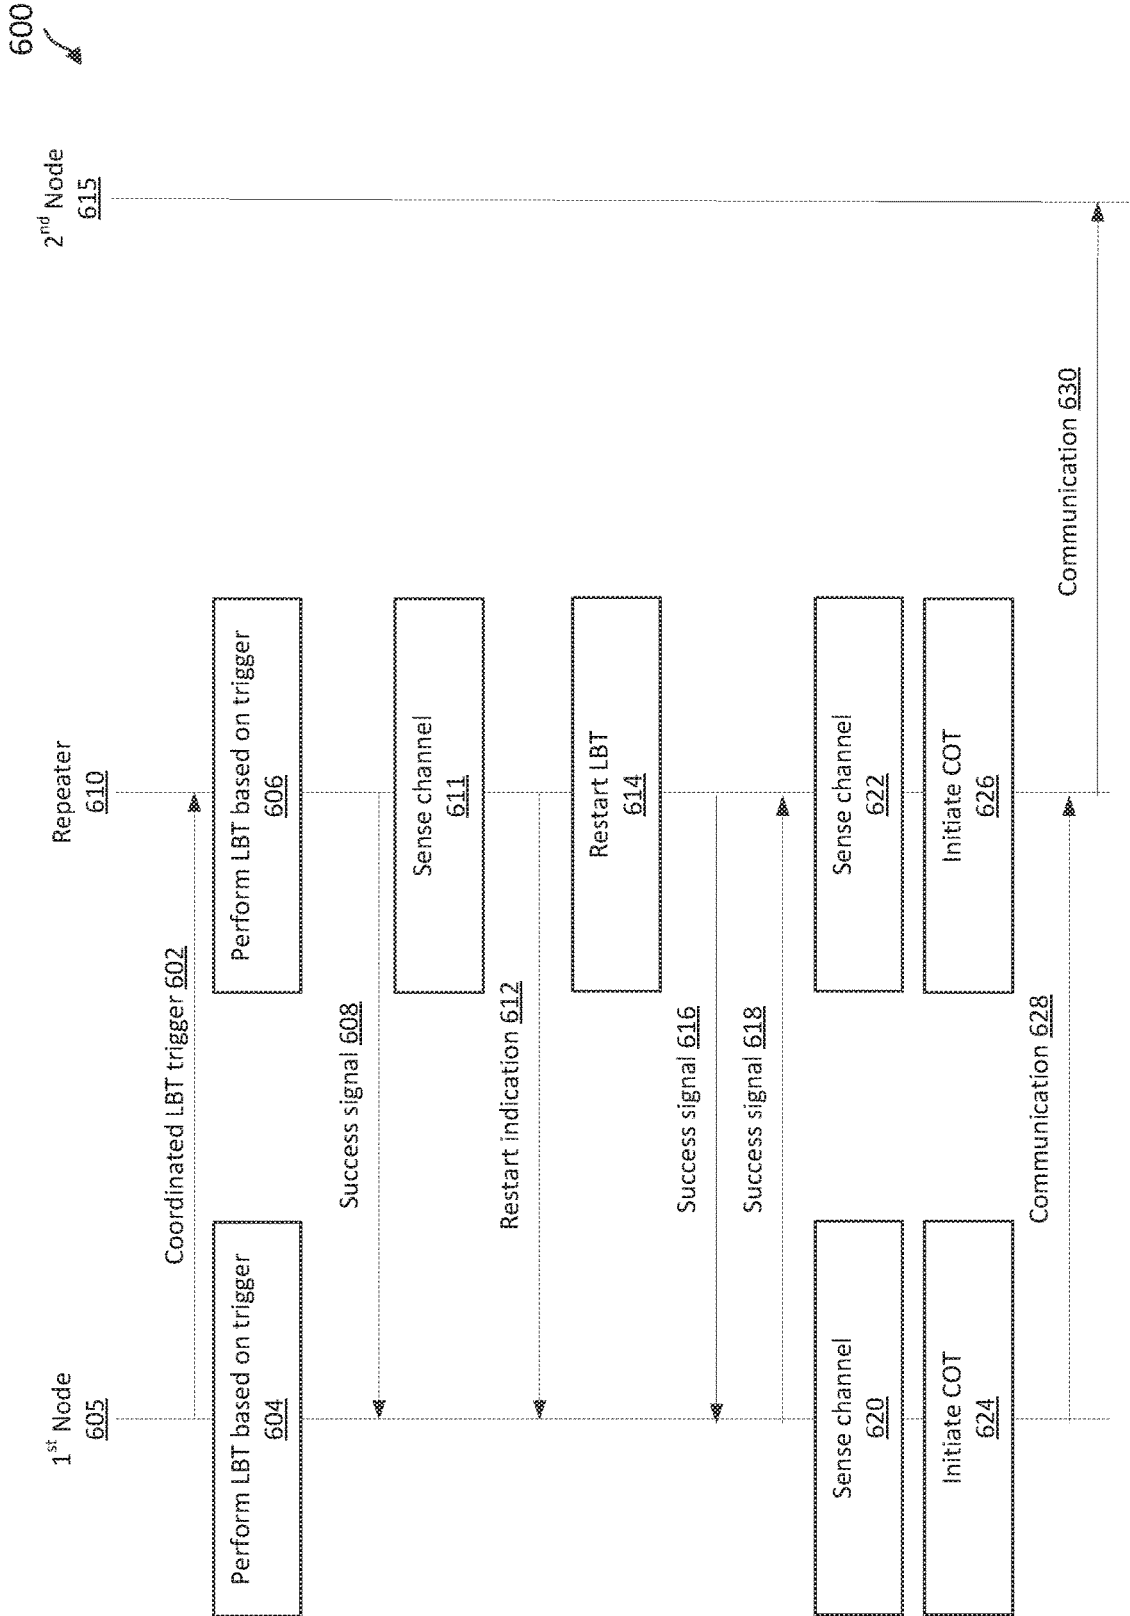 600
1st Node
605
Repeater
610
2nd Node
615
Coordinated LBT trigger 602
Perform LBT based on trigger
604
Perform LBT based on trigger
606
Success signal 608
Sense channel
611
Restart indication 612
Restart LBT
614
Success signal 616
Success signal 618
Sense channel
620
Sense channel
622
Initiate COT
624
Initiate COT
626
Communication 628
Communication 630